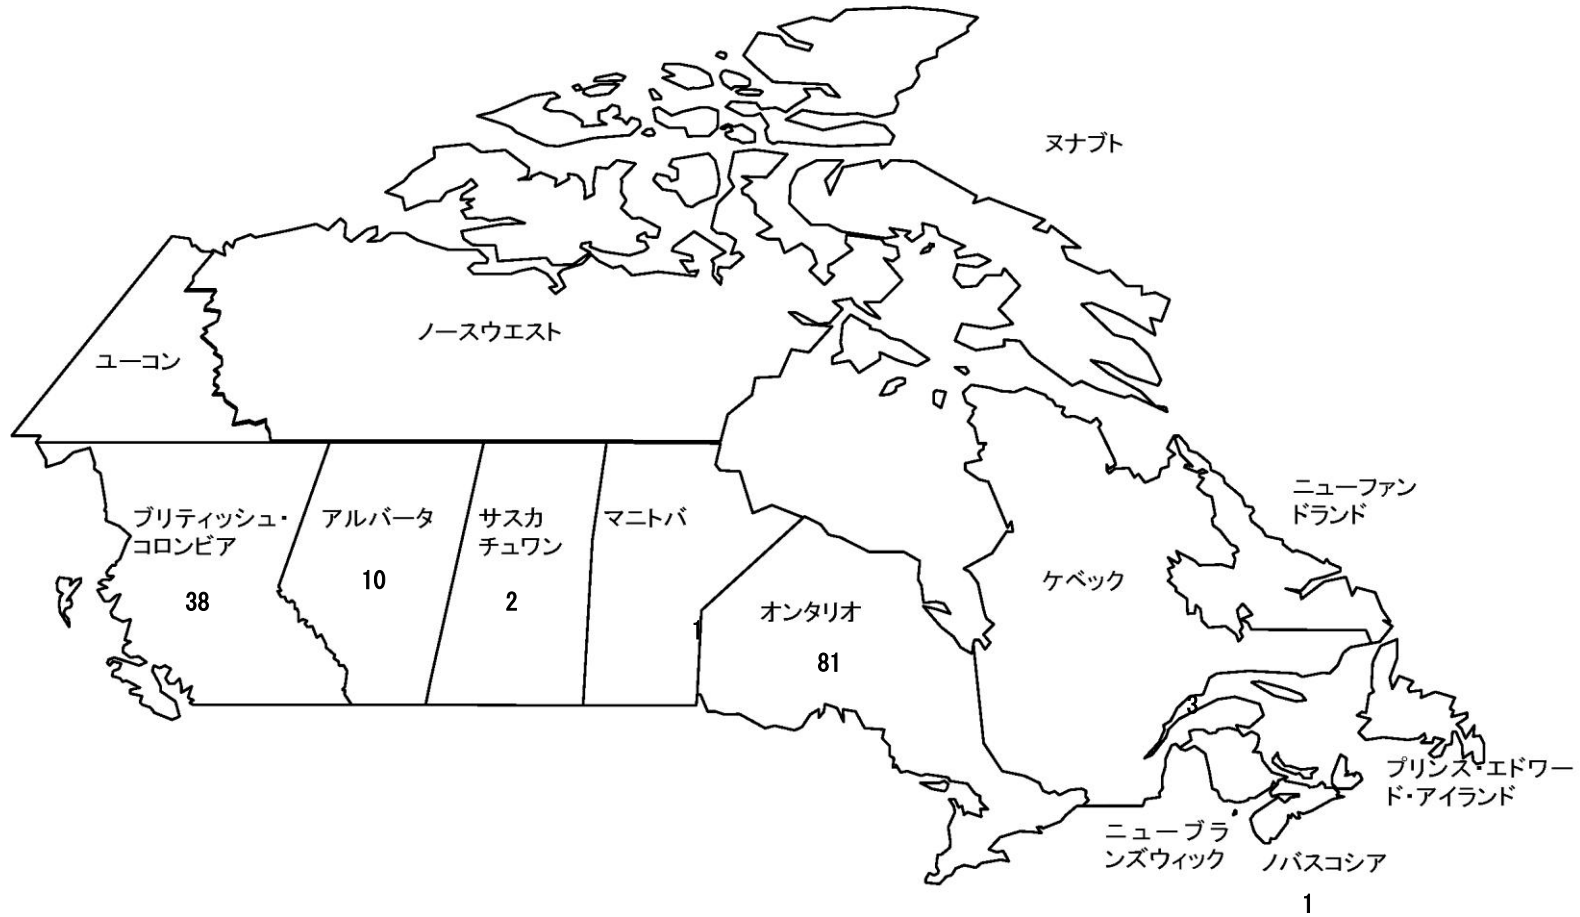 ヌナブト
ノースウエスト
ユーコン
ニューファン
ドランド
ブリティッシュ・
コロンビア
38
アルバータ
10
サスカ
チュワン
2
マニトバ
1
オンタリオ
81
ケベック
3
プリンス・エドワー
ド・アイランド
ニューブラ
ンズウィック
ノバスコシア
1